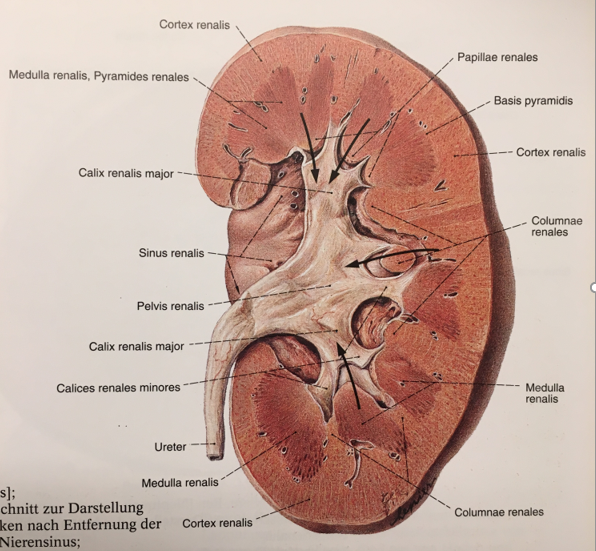 Cortex renalis
Papillae renales
Medulla renalis, Pyramides renales
Basis pyramidis
Cortex renalis
Calix renalis major
Columnae
renales
Sinus renalis
Pelvis renalis
Calix renalis major
Calices renales minores
Medulla
renalis
Ureter
Medulla renalis
s];
chnitt zur Darstellung
ken nach Entfernung der
Nierensinus;
Cortex renalis
Columnae renales